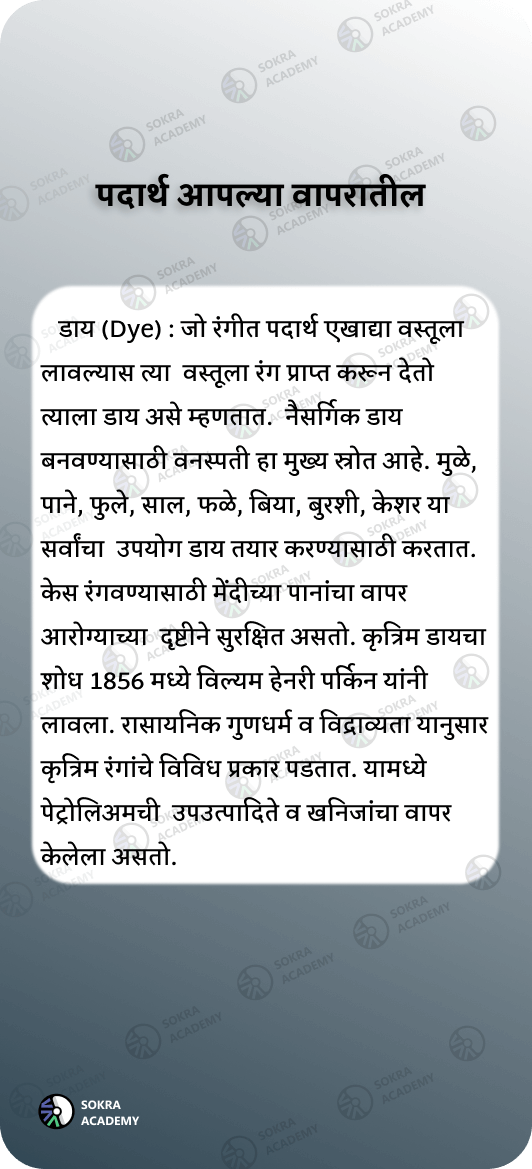 पदार्थ आपल्या वापरातील
डाय (Dye) : जो रंगीत पदार्थ एखाद्या वस्तूला
लावल्यास त्या वस्तूला रंग प्राप्त करून देतो
त्याला डाय असे म्हणतात. नैसर्गिक डाय
बनवण्यासाठी वनस्पती हा मुख्य स्रोत आहे. मुळे,
पाने, फुले, साल, फळे, बिया, बुरशी, केशर या
सर्वांचा उपयोग डाय तयार करण्यासाठी करतात.
केस रंगवण्यासाठी मेंदीच्या पानांचा वापर
आरोग्याच्या दृष्टीने सुरक्षित असतो. कृत्रिम डायचा
शोध 1856 मध्ये विल्यम हेनरी पर्किन यांनी
लावला. रासायनिक गुणधर्म व विद्राव्यता यानुसार
कृत्रिम रंगांचे विविध प्रकार पडतात. यामध्ये
पेट्रोलिअमची उपउत्पादिते व खनिजांचा वापर
केलेला असतो.
SOKRA
ACADEMY